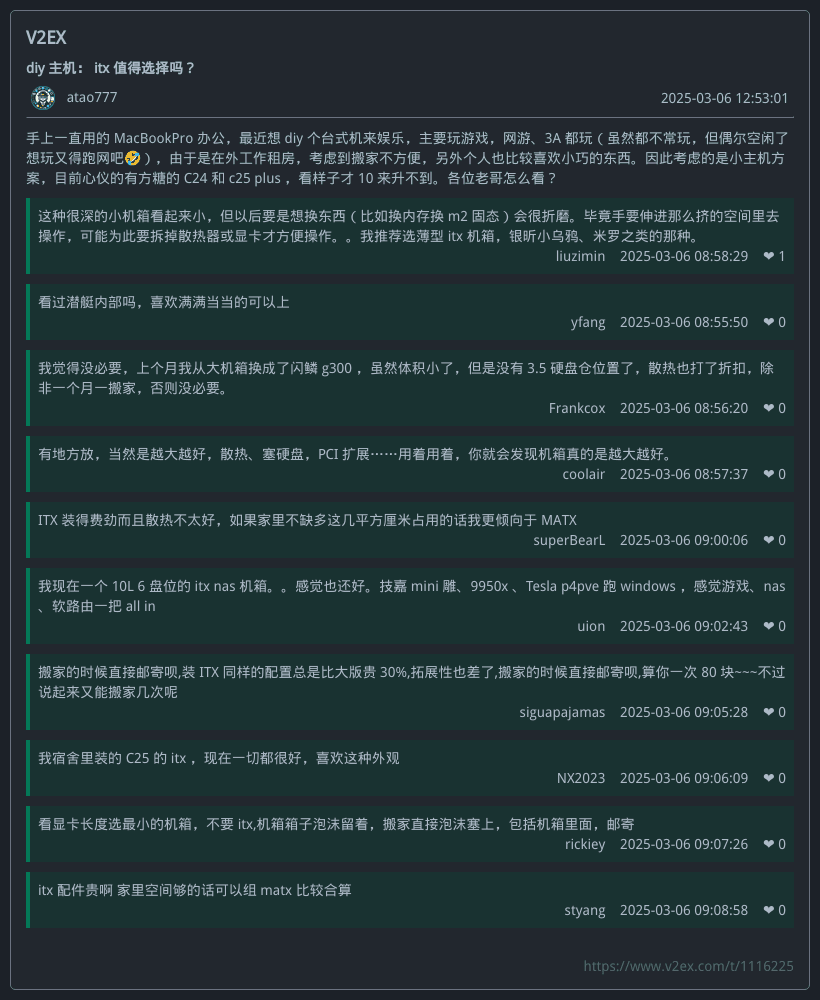 V2EX
diy 主机： itx 值得选择吗？
atao777
2025-03-06 12:53:01
手上一直用的 MacBookPro 办公，最近想 diy 个台式机来娱乐，主要玩游戏，网游、3A 都玩（虽然都不常玩，但偶尔空闲了
想玩又得跑网吧🤣），由于是在外工作租房，考虑到搬家不方便，另外个人也比较喜欢小巧的东西。因此考虑的是小主机方
案，目前心仪的有方糖的 C24 和 c25 plus ，看样子才 10 来升不到。各位老哥怎么看？
这种很深的小机箱看起来小，但以后要是想换东西（比如换内存换 m2 固态）会很折磨。毕竟手要伸进那么挤的空间里去
操作，可能为此要拆掉散热器或显卡才方便操作。。我推荐选薄型 itx 机箱，银昕小乌鸦、米罗之类的那种。
liuzimin 2025-03-06 08:58:29 ❤ 1
看过潜艇内部吗，喜欢满满当当的可以上
yfang 2025-03-06 08:55:50 ❤ 0
我觉得没必要，上个月我从大机箱换成了闪鳞 g300 ，虽然体积小了，但是没有 3.5 硬盘仓位置了，散热也打了折扣，除
非一个月一搬家，否则没必要。
Frankcox 2025-03-06 08:56:20 ❤ 0
有地方放，当然是越大越好，散热、塞硬盘，PCI 扩展……用着用着，你就会发现机箱真的是越大越好。
coolair 2025-03-06 08:57:37 ❤ 0
ITX 装得费劲而且散热不太好，如果家里不缺多这几平方厘米占用的话我更倾向于 MATX
superBearL 2025-03-06 09:00:06 ❤ 0
我现在一个 10L 6 盘位的 itx nas 机箱。。感觉也还好。技嘉 mini 雕、9950x 、Tesla p4pve 跑 windows ，感觉游戏、nas
、软路由一把 all in
uion 2025-03-06 09:02:43 ❤ 0
搬家的时候直接邮寄呗,装 ITX 同样的配置总是比大版贵 30%,拓展性也差了,搬家的时候直接邮寄呗,算你一次 80 块~~~不过
说起来又能搬家几次呢
siguapajamas 2025-03-06 09:05:28 ❤ 0
我宿舍里装的 C25 的 itx ，现在一切都很好，喜欢这种外观
NX2023 2025-03-06 09:06:09 ❤ 0
看显卡长度选最小的机箱，不要 itx,机箱箱子泡沫留着，搬家直接泡沫塞上，包括机箱里面，邮寄
rickiey 2025-03-06 09:07:26 ❤ 0
itx 配件贵啊 家里空间够的话可以组 matx 比较合算
styang 2025-03-06 09:08:58 ❤ 0
https://www.v2ex.com/t/1116225